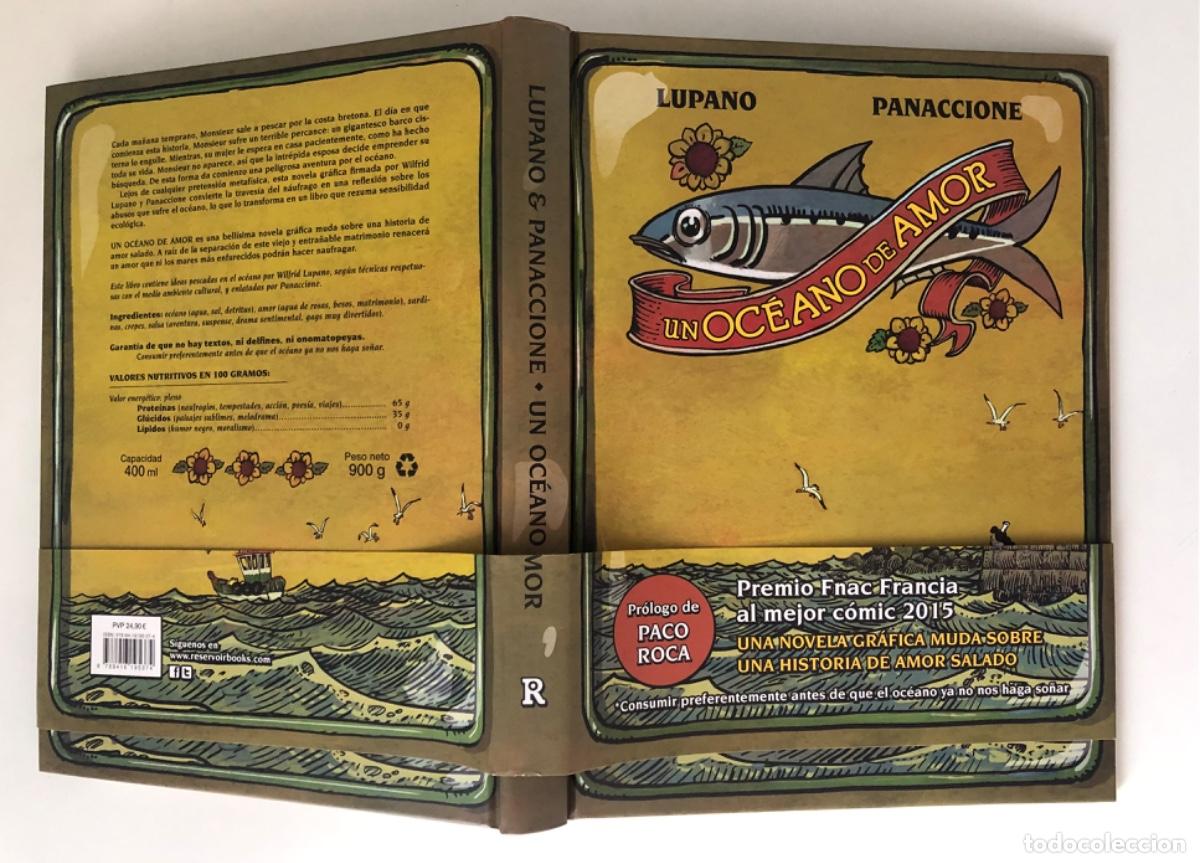 Cada mañana temprano, Monsieur sale a pescar por la costa bretona. El día en que
comienza esta historia, Monsieur sufre un terrible percance: un gigantesco barco cis-
terna lo engulle. Mientras, su mujer le espera en casa pacientemente, como ha hecho
toda su vida. Monsieur no aparece, así que la intrépida esposa decide emprender su
búsqueda. De esta forma da comienzo una peligrosa aventura por el océano.
Lejos de cualquier pretensión metafísica, esta novela gráfica firmada por Wilfrid
Lupano y Panaccione convierte la travesía del náufrago en una reflexión sobre los
abusos que sufre el océano, lo que lo transforma en un libro que rezuma sensibilidad
ecológica.
UN OCÉANO DE AMOR es una bellísima novela gráfica muda sobre una historia de
amor salado. A raíz de la separación de este viejo y entrañable matrimonio renacerá
un amor que ni los mares más enfurecidos podrán hacer naufragar.
Este libro contiene ideas pescadas en el océano por Wilfrid Lupano, según técnicas respetuo-
sas con el medio ambiente cultural, y enlatadas por Panaccione.
Ingredientes: océano (agua, sal, detritus), amor (agua de rosas, besos, matrimonio), sardi-
nas, crepes, salsa (aventura, suspense, drama sentimental, gags muy divertidos).
Garantía de que no hay textos, ni delfines, ni onomatopeyas.
Consumir preferentemente antes de que el océano ya no nos haga soñar.
VALORES NUTRITIVOS EN 100 GRAMOS:
Valor energético: pleno
Proteínas (naufragios, tempestades, acción, poesía, viajes).............. 65 g
Glúcidos (paisajes sublimes, melodrama).............. 35 g
Lípidos (humor negro, moralismo).............. 0 g
Capacidad
400 ml
Peso neto
900 g
PVP 24,90 €
Síguenos en
www.reservoirbooks.com
f t
LUPANO & PANACCIONE • UN OCÉANO MOR
R
LUPANO PANACCIONE
UN OCÉANO DE AMOR
Prólogo de
PACO
ROCA
Premio Fnac Francia
al mejor cómic 2015
UNA NOVELA GRÁFICA MUDA SOBRE
UNA HISTORIA DE AMOR SALADO
*Consumir preferentemente antes de que el océano ya no nos haga soñar
todocoleccion